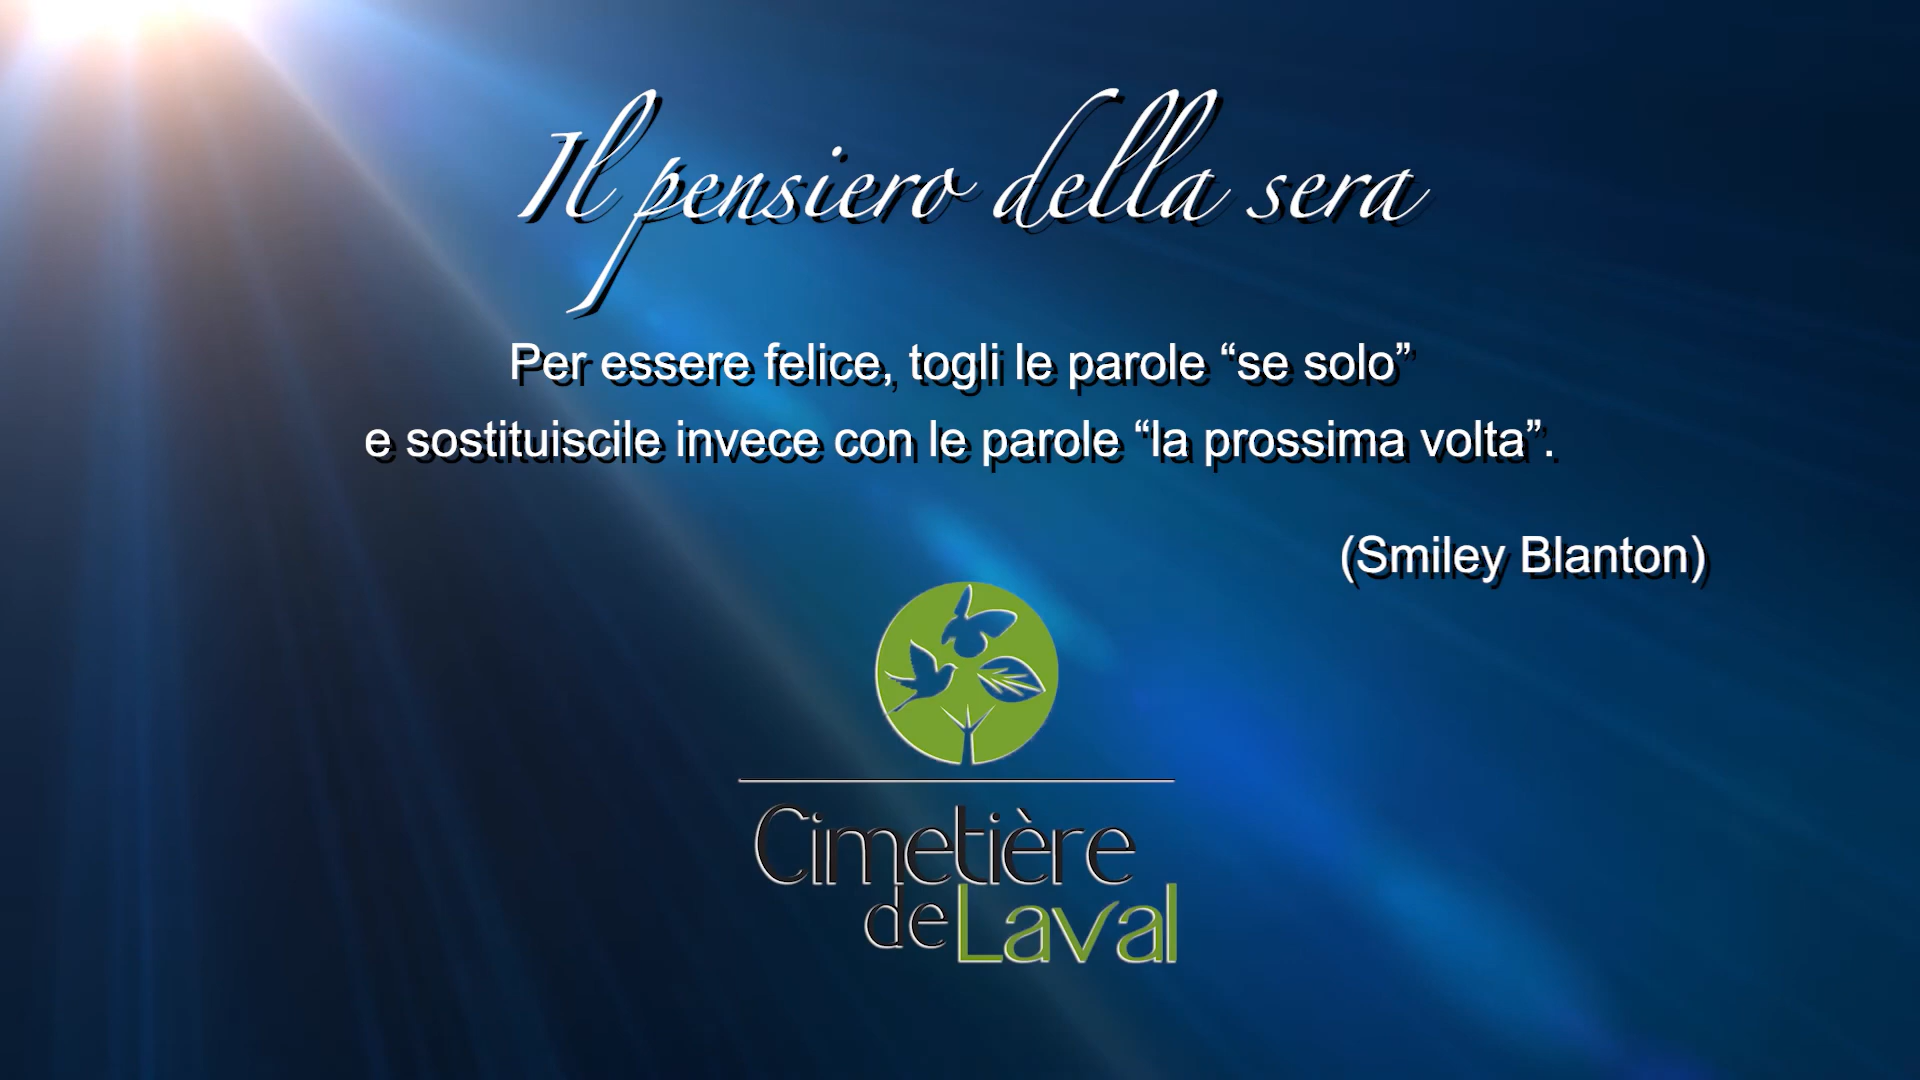 Il pensiero della sera
Per essere felice, togli le parole “se solo”
e sostituiscile invece con le parole “la prossima volta”.
(Smiley Blanton)
Cimetière
de Laval